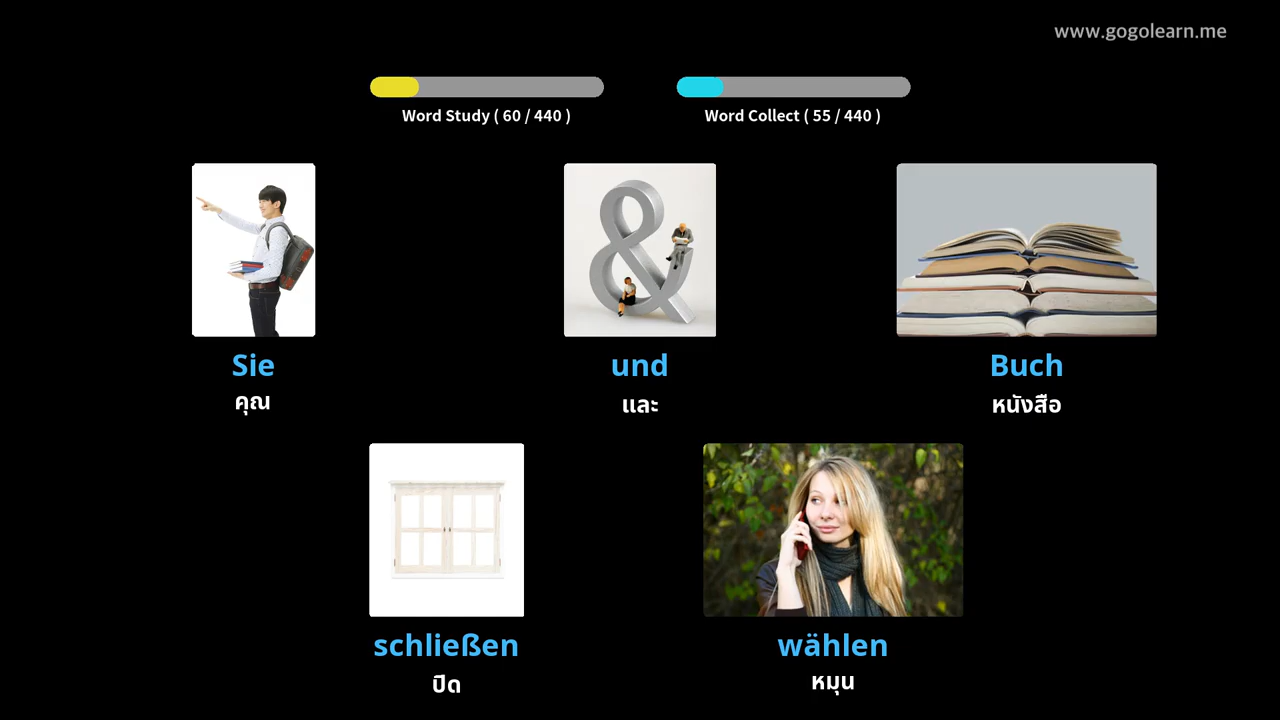 www.gogolearn.me
Word Study ( 60 / 440 )
Word Collect ( 55 / 440 )
Sie
คุณ
und
และ
Buch
หนังสือ
schließen
ปิด
wählen
หมุน